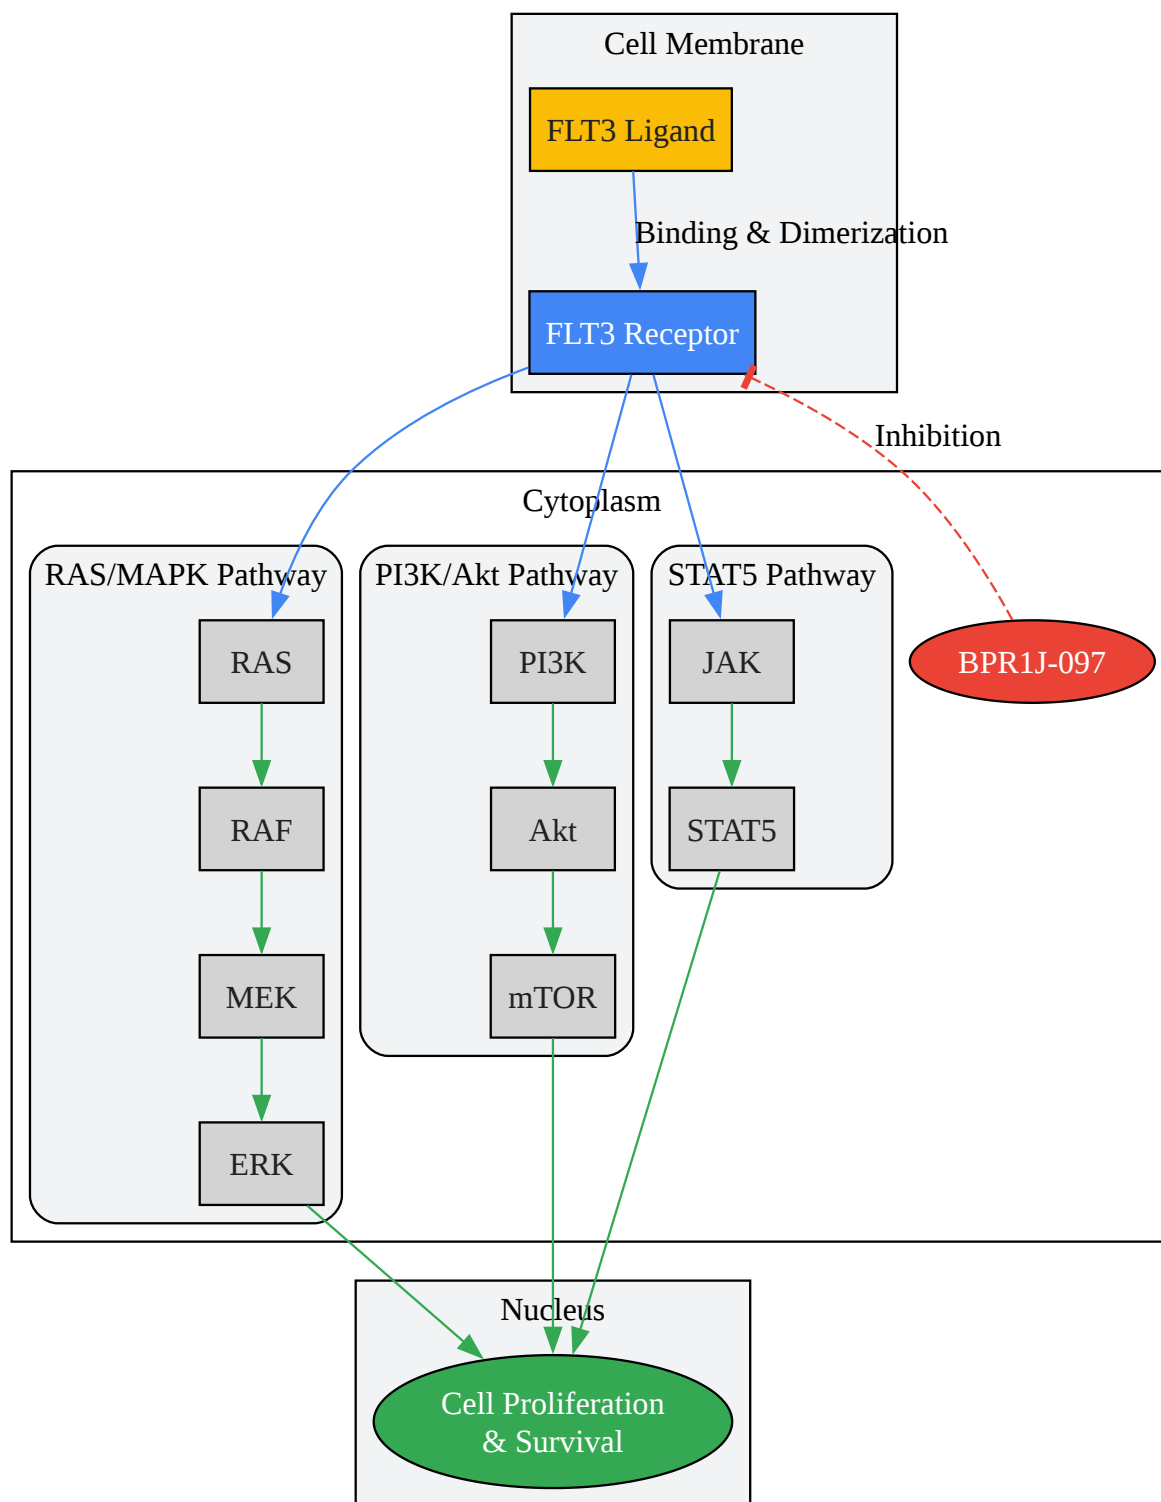 Cell Membrane
FLT3 Ligand
Binding & Dimerization
FLT3 Receptor
Inhibition
Cytoplasm
RAS/MAPK Pathway
PI3K/Akt Pathway
STAT5 Pathway
RAS
PI3K
JAK
BPR1J-097
RAF
Akt
STAT5
MEK
mTOR
ERK
Nucleus
Cell Proliferation
& Survival